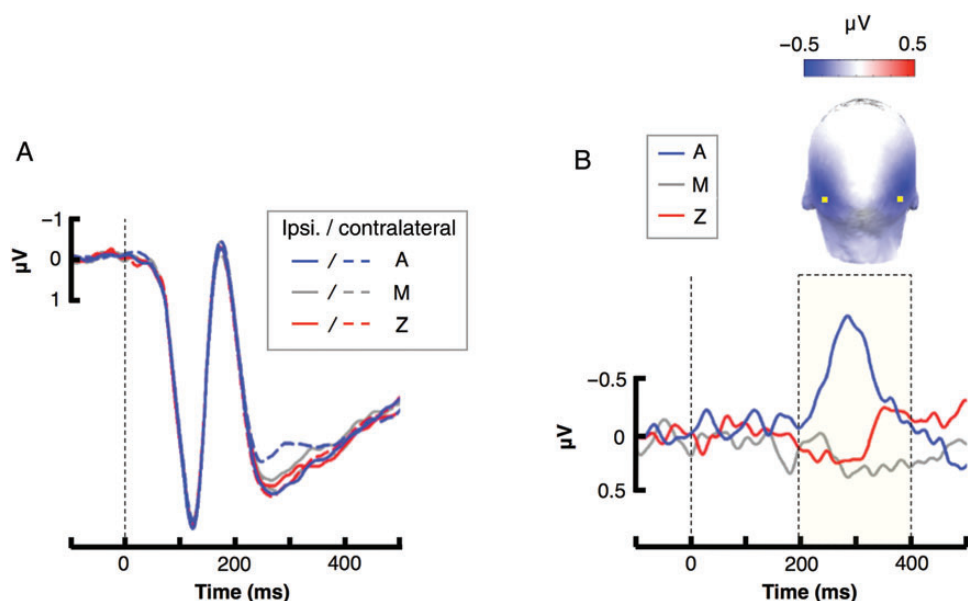 A
-1
0
1
µV
Ipsi. / contralateral
/ A
/ M
/ Z
0 200 400
Time (ms)
µV
-0.5 0.5
B
A
M
Z
-0.5
0
0.5
µV
0 200 400
Time (ms)